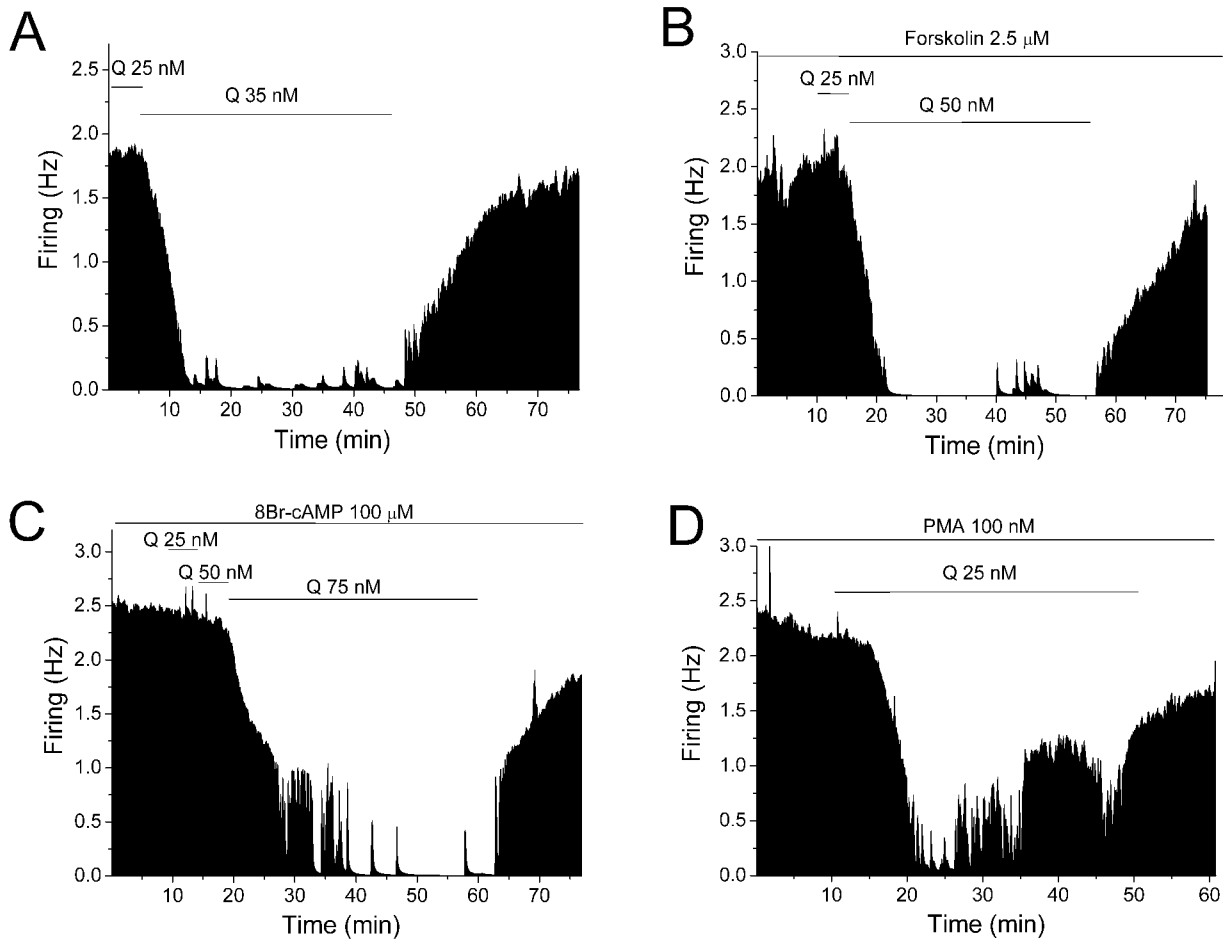 A
Q 25 nM
Q 35 nM
2.5
2.0
1.5
1.0
0.5
0.0
Firing (Hz)
10 20 30 40 50 60 70
Time (min)
B
Forskolin 2.5 μM
Q 25 nM
Q 50 nM
3.0
2.5
2.0
1.5
1.0
0.5
0.0
Firing (Hz)
10 20 30 40 50 60 70
Time (min)
C
8Br-cAMP 100 μM
Q 25 nM
Q 50 nM
Q 75 nM
3.0
2.5
2.0
1.5
1.0
0.5
0.0
Firing (Hz)
10 20 30 40 50 60 70
Time (min)
D
PMA 100 nM
Q 25 nM
3.0
2.5
2.0
1.5
1.0
0.5
0.0
Firing (Hz)
10 20 30 40 50 60
Time (min)